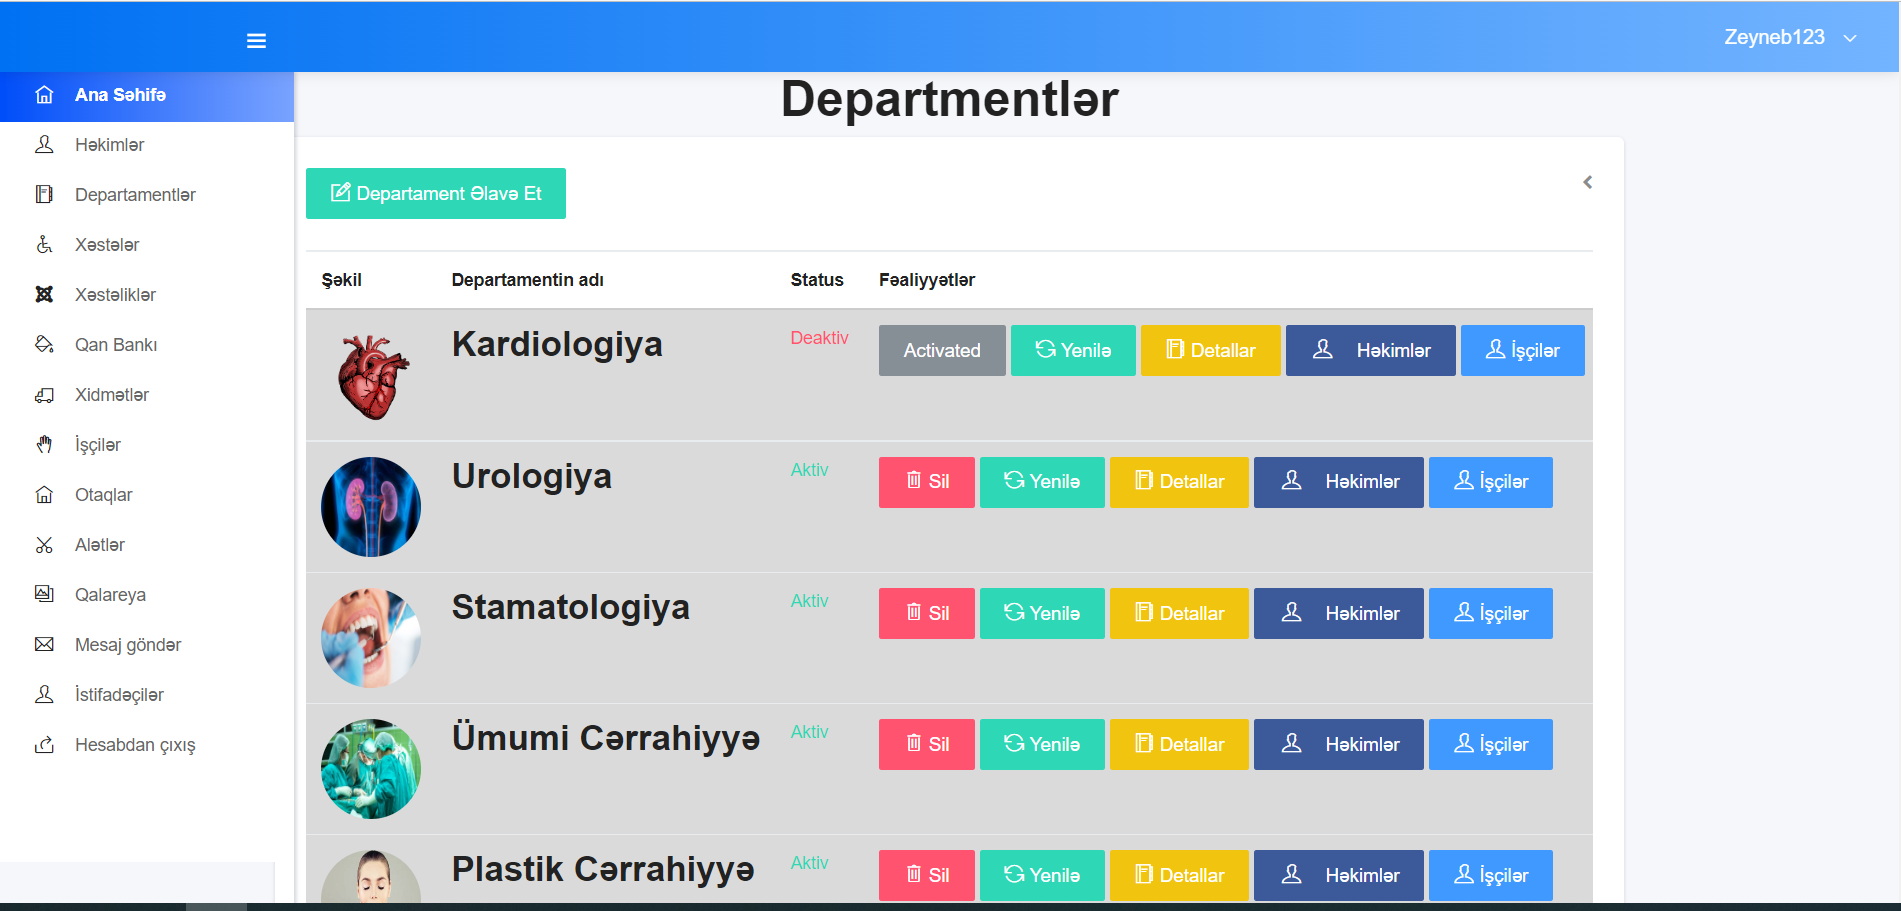 Zeyneb123
Ana Səhifə
Həkimlər
Departamentlər
Xəstələr
Xəstəliklər
Qan Bankı
Xidmətlər
İşçilər
Otaqlar
Alətlər
Qalareya
Mesaj göndər
İstifadəçilər
Hesabdan çıxış
Departmentlər
Departament Əlavə Et
Şəkil Departamentin adı Status Fəaliyyətlər
Kardiologiya Deaktiv Activated Yenilə Detallar Həkimlər İşçilər
Urologiya Aktiv Sil Yenilə Detallar Həkimlər İşçilər
Stamatologiya Aktiv Sil Yenilə Detallar Həkimlər İşçilər
Ümumi Cərrahiyyə Aktiv Sil Yenilə Detallar Həkimlər İşçilər
Plastik Cərrahiyyə Aktiv Sil Yenilə Detallar Həkimlər İşçilər